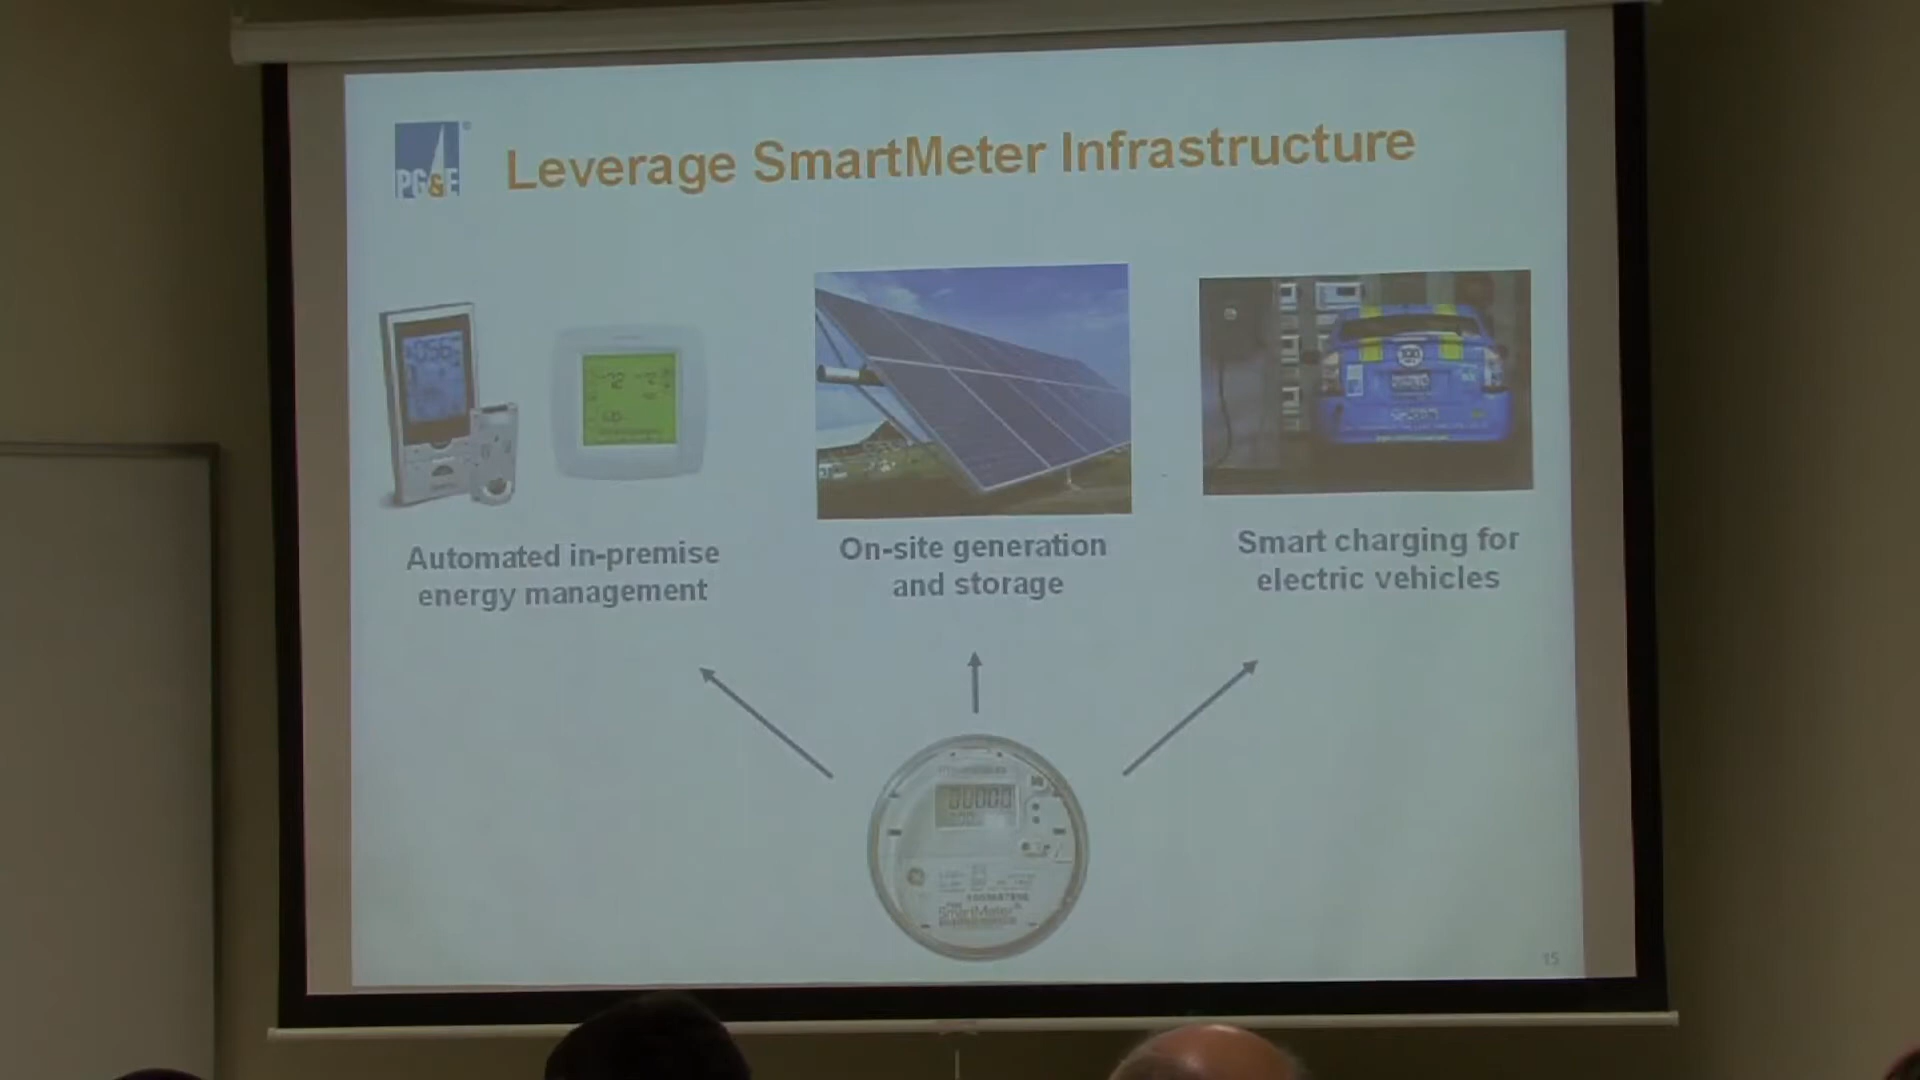 PG&E
Leverage SmartMeter Infrastructure
Automated in-premise
energy management
On-site generation
and storage
Smart charging for
electric vehicles
00000
SmartMeter
15